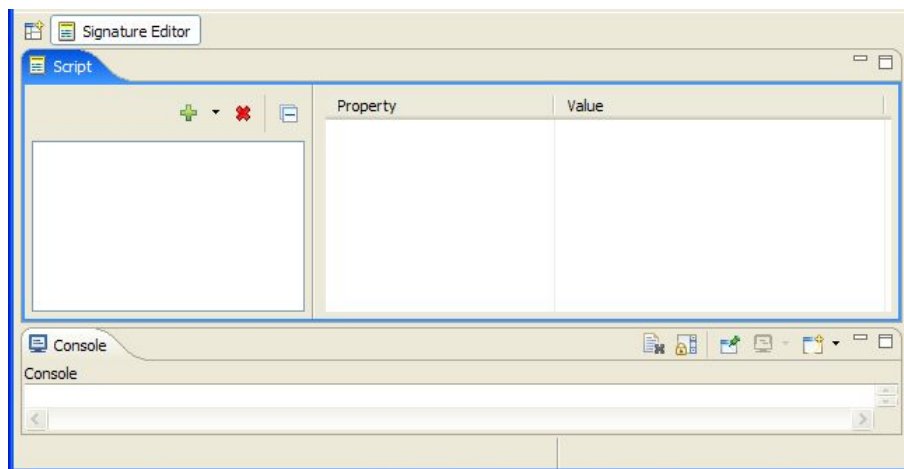 Signature Editor
Script
Property Value
Console
Console